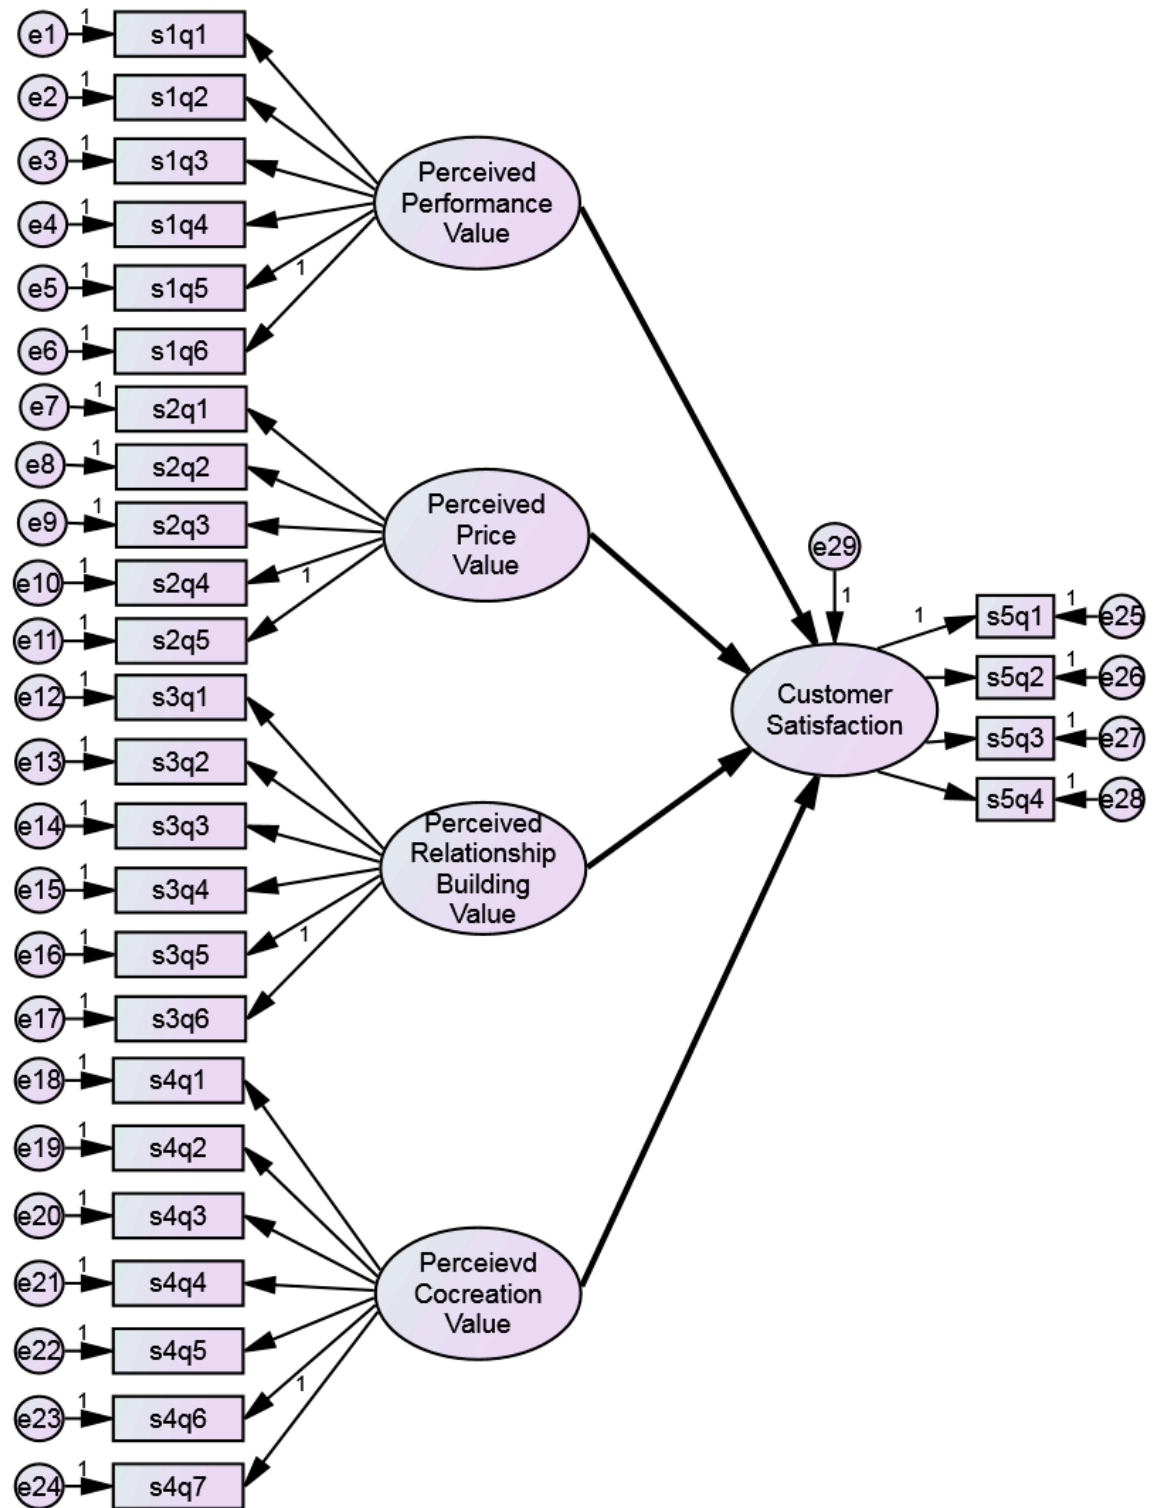 e1 1 s1q1
e2 1 s1q2
e3 1 s1q3
e4 1 s1q4
e5 1 s1q5
e6 1 s1q6
1
Perceived
Performance
Value
e7 1 s2q1
e8 1 s2q2
e9 1 s2q3
e10 1 s2q4
e11 1 s2q5
1
Perceived
Price
Value
e12 1 s3q1
e13 1 s3q2
e14 1 s3q3
e15 1 s3q4
e16 1 s3q5
e17 1 s3q6
1
Perceived
Relationship
Building
Value
e18 1 s4q1
e19 1 s4q2
e20 1 s4q3
e21 1 s4q4
e22 1 s4q5
e23 1 s4q6
e24 1 s4q7
1
Perceievd
Cocreation
Value
e29
1
Customer
Satisfaction
1 s5q1 1 e25
s5q2 1 e26
s5q3 1 e27
s5q4 1 e28